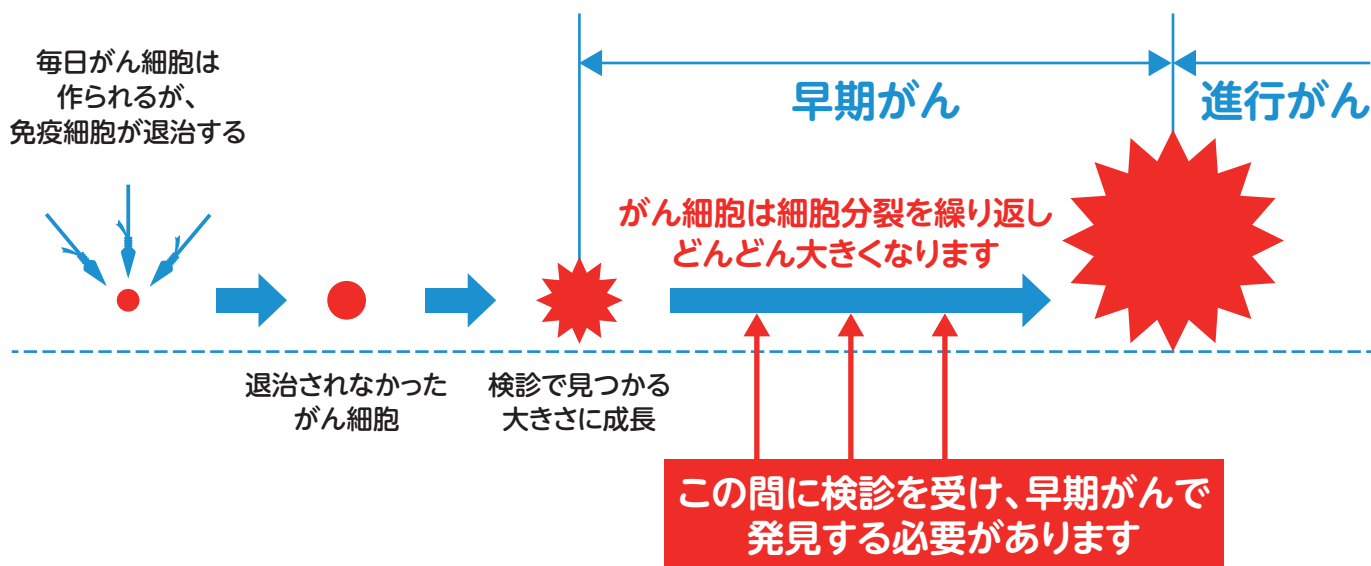 毎日がん細胞は
作られるが、
免疫細胞が退治する
早期がん
進行がん
がん細胞は細胞分裂を繰り返し
どんどん大きくなります
退治されなかった
がん細胞
検診で見つかる
大きさに成長
この間に検診を受け、早期がんで
発見する必要があります